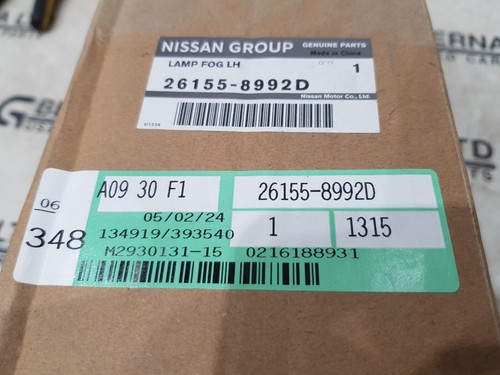 NISSAN GROUP
GENUINE PARTS
Made in China
LAMP FOG LH
Q'TY
1
26155-8992D
Nissan Motor Co., Ltd
A09 30 F1
26155-8992D
06
348
05/02/24
134919/393540
1
1315
M2930131-15
0216188931